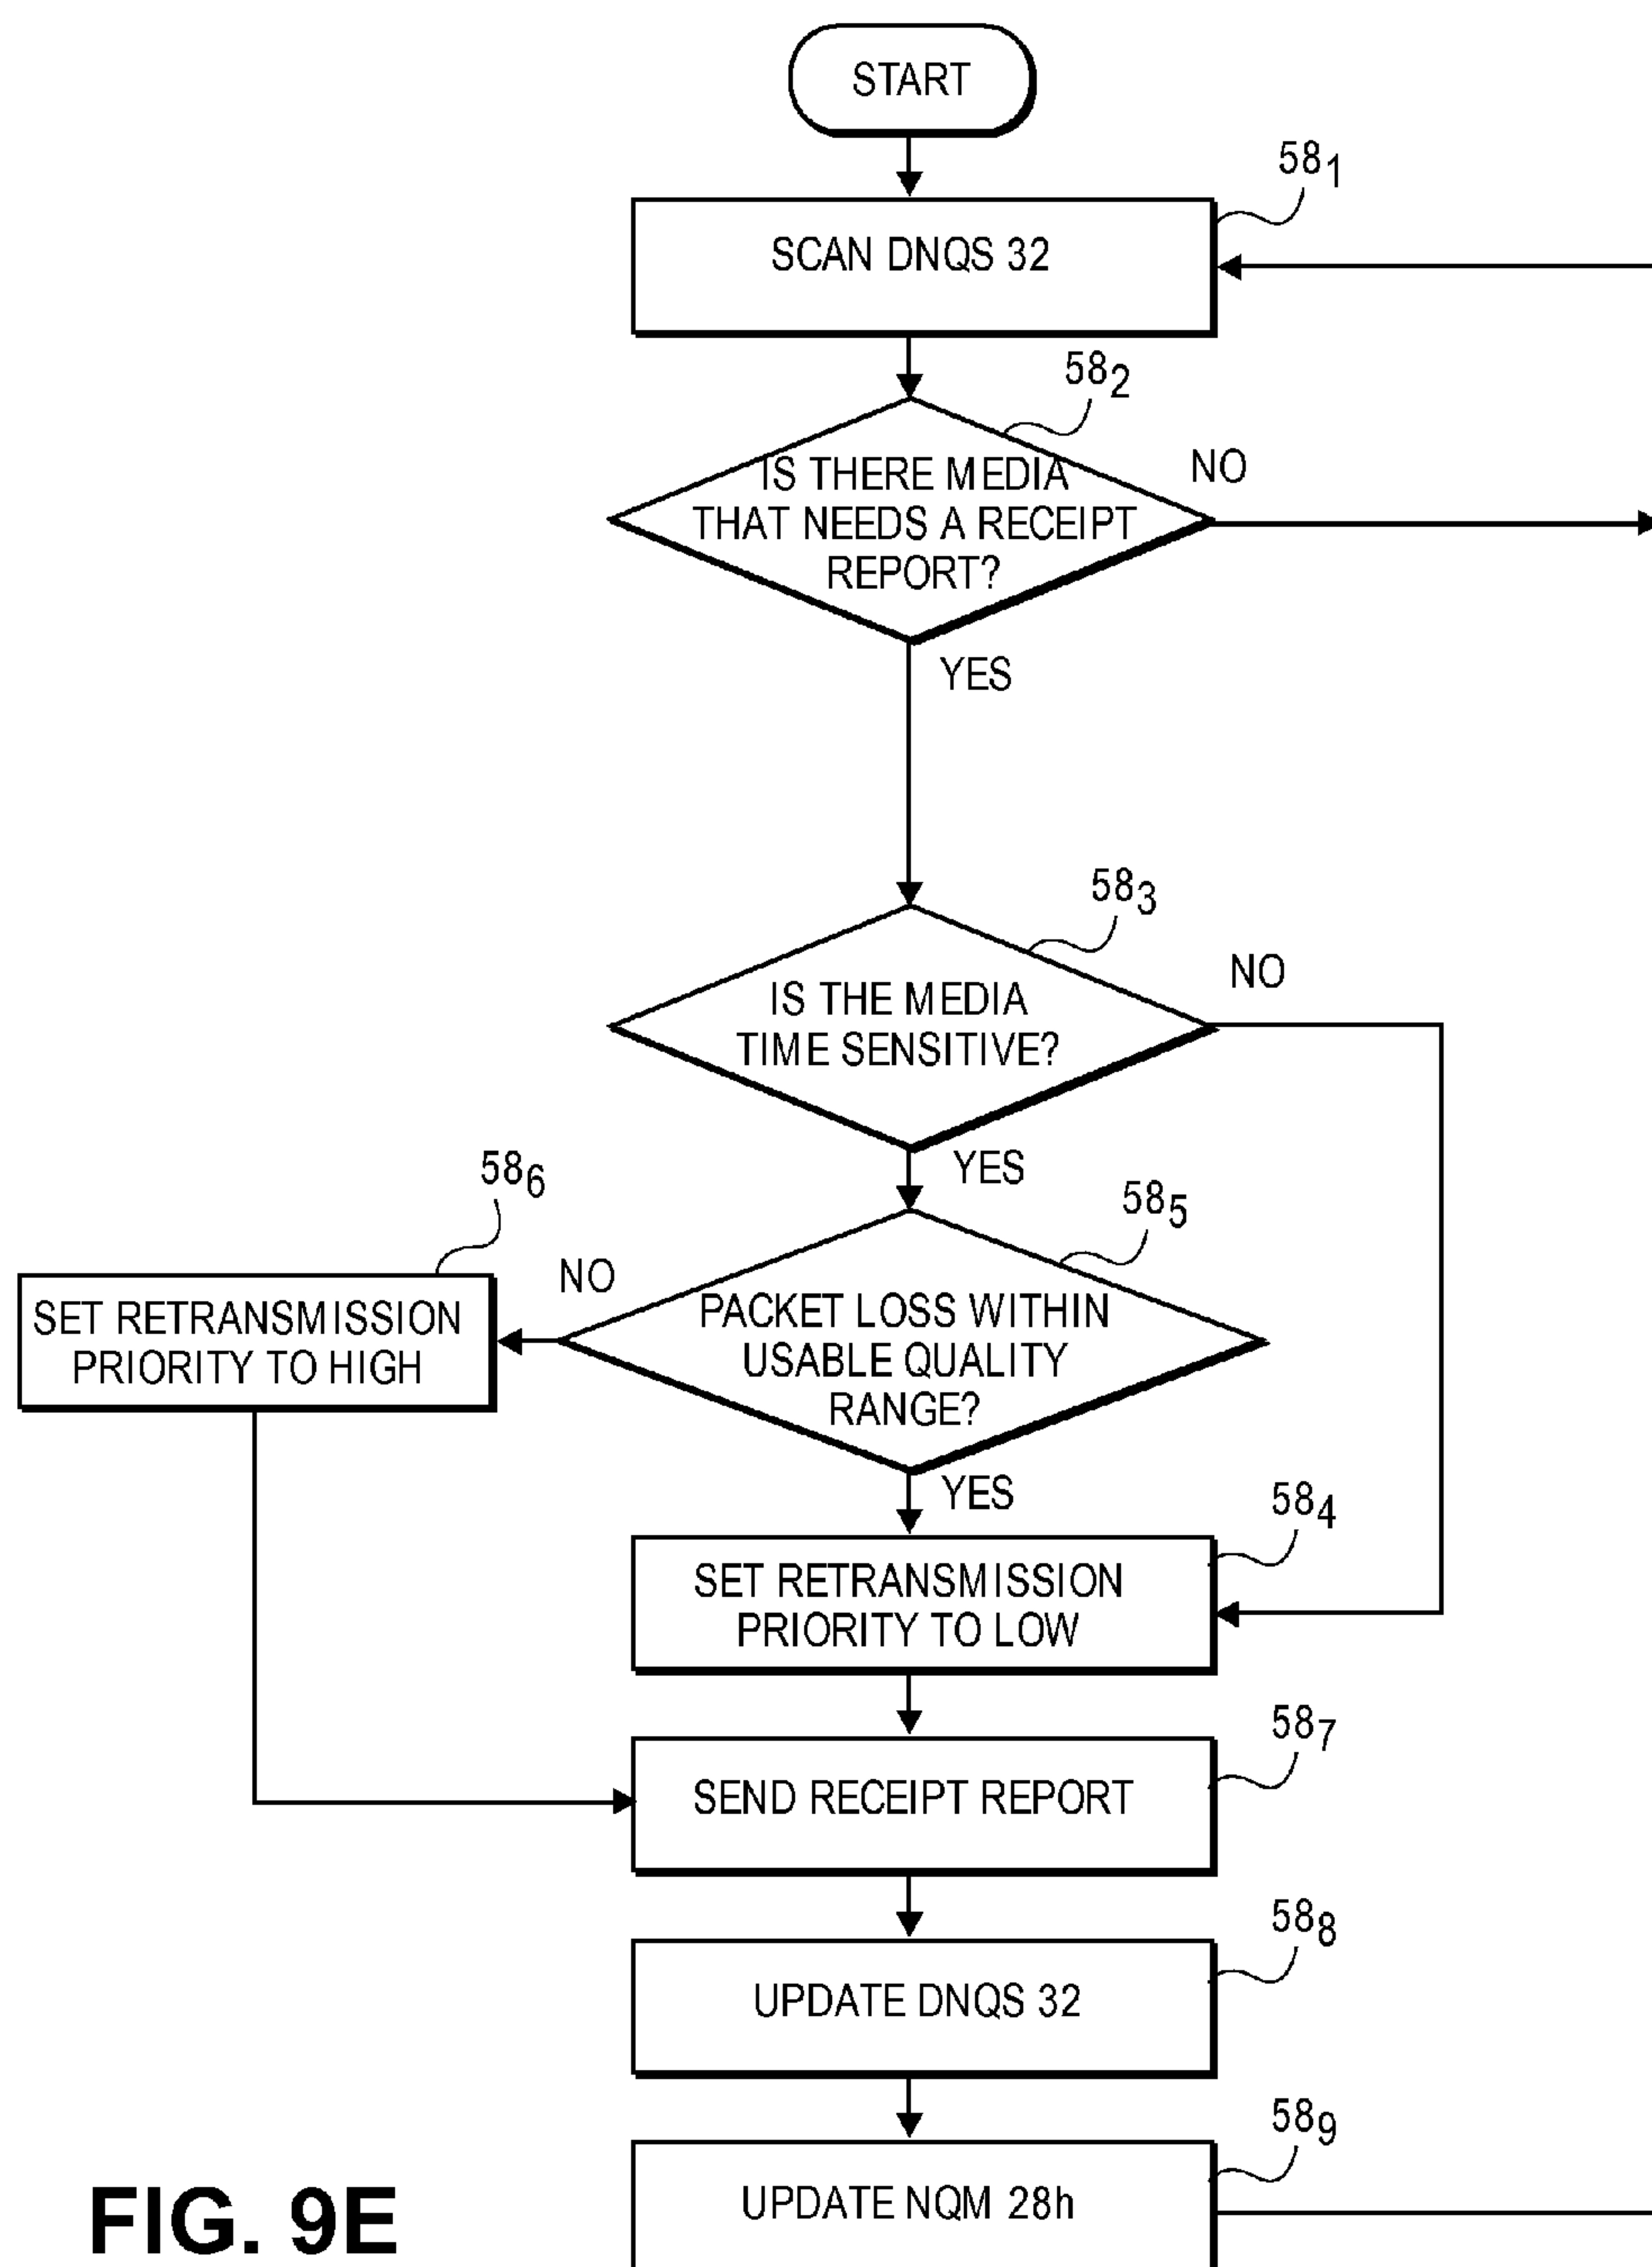 START
58₁
SCAN DNQS 32
58₂
IS THERE MEDIA
THAT NEEDS A RECEIPT
REPORT?
NO
YES
58₃
IS THE MEDIA
TIME SENSITIVE?
NO
YES
58₆
SET RETRANSMISSION
PRIORITY TO HIGH
NO
58₅
PACKET LOSS WITHIN
USABLE QUALITY
RANGE?
YES
58₄
SET RETRANSMISSION
PRIORITY TO LOW
58₇
SEND RECEIPT REPORT
58₈
UPDATE DNQS 32
58₉
UPDATE NQM 28h
FIG. 9E